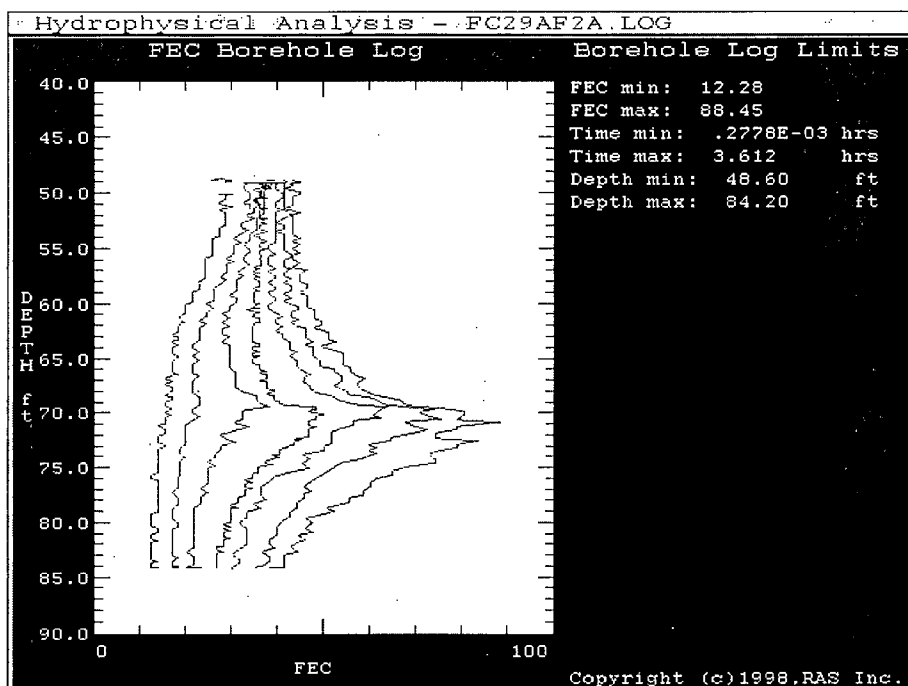 Hydrophysical Analysis - FC29AF2A.LOG
FEC Borehole Log
Borehole Log Limits
FEC min: 12.28
FEC max: 88.45
Time min: .2778E-03 hrs
Time max: 3.612 hrs
Depth min: 48.60 ft
Depth max: 84.20 ft
40.0
45.0
50.0
55.0
60.0
65.0
70.0
75.0
80.0
85.0
90.0
DEPTH ft
0
100
FEC
Copyright (c)1998,RAS Inc.